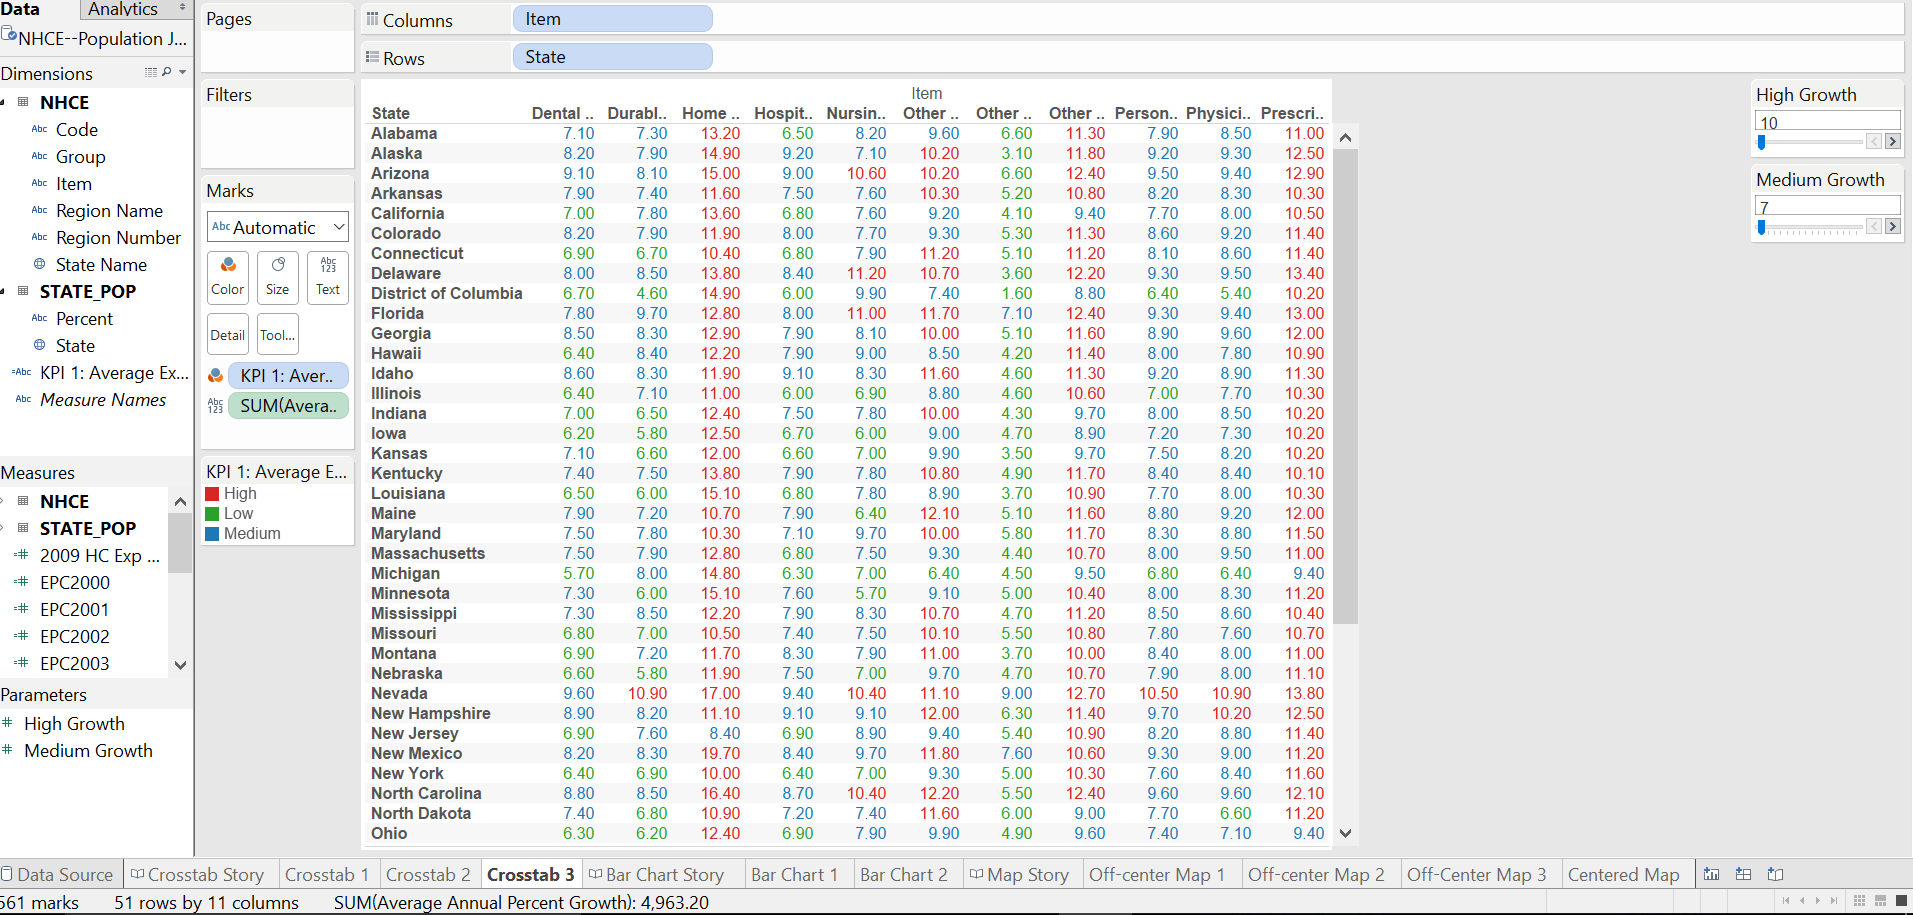 Data
Analytics
NHCE--Population J...
Dimensions
NHCE
Abc Code
Abc Group
Abc Item
Abc Region Name
Abc Region Number
State Name
STATE_POP
Abc Percent
State
=Abc KPI 1: Average Ex...
Abc Measure Names
Measures
NHCE
STATE_POP
=# 2009 HC Exp ...
=# EPC2000
=# EPC2001
=# EPC2002
=# EPC2003
Parameters
# High Growth
# Medium Growth
Pages
Filters
Marks
Abc Automatic
Color
Size
Abc 123 Text
Detail
Tool...
KPI 1: Aver..
Abc 123 SUM(Avera..
KPI 1: Average E...
High
Low
Medium
Columns Item
Rows State
Item
State Dental .. Durabl.. Home .. Hospit.. Nursin.. Other .. Other .. Other .. Person.. Physici.. Prescri..
Alabama 7.10 7.30 13.20 6.50 8.20 9.60 6.60 11.30 7.90 8.50 11.00
Alaska 8.20 7.90 14.90 9.20 7.10 10.20 3.10 11.80 9.20 9.30 12.50
Arizona 9.10 8.10 15.00 9.00 10.60 10.20 6.60 12.40 9.50 9.40 12.90
Arkansas 7.90 7.40 11.60 7.50 7.60 10.30 5.20 10.80 8.20 8.30 10.30
California 7.00 7.80 13.60 6.80 7.60 9.20 4.10 9.40 7.70 8.00 10.50
Colorado 8.20 7.90 11.90 8.00 7.70 9.30 5.30 11.30 8.60 9.20 11.40
Connecticut 6.90 6.70 10.40 6.80 7.90 11.20 5.10 11.20 8.10 8.60 11.40
Delaware 8.00 8.50 13.80 8.40 11.20 10.70 3.60 12.20 9.30 9.50 13.40
District of Columbia 6.70 4.60 14.90 6.00 9.90 7.40 1.60 8.80 6.40 5.40 10.20
Florida 7.80 9.70 12.80 8.00 11.00 11.70 7.10 12.40 9.30 9.40 13.00
Georgia 8.50 8.30 12.90 7.90 8.10 10.00 5.10 11.60 8.90 9.60 12.00
Hawaii 6.40 8.40 12.20 7.90 9.00 8.50 4.20 11.40 8.00 7.80 10.90
Idaho 8.60 8.30 11.90 9.10 8.30 11.60 4.60 11.30 9.20 8.90 11.30
Illinois 6.40 7.10 11.00 6.00 6.90 8.80 4.60 10.60 7.00 7.70 10.30
Indiana 7.00 6.50 12.40 7.50 7.80 10.00 4.30 9.70 8.00 8.50 10.20
Iowa 6.20 5.80 12.50 6.70 6.00 9.00 4.70 8.90 7.20 7.30 10.20
Kansas 7.10 6.60 12.00 6.60 7.00 9.90 3.50 9.70 7.50 8.20 10.20
Kentucky 7.40 7.50 13.80 7.90 7.80 10.80 4.90 11.70 8.40 8.40 10.10
Louisiana 6.50 6.00 15.10 6.80 7.80 8.90 3.70 10.90 7.70 8.00 10.30
Maine 7.90 7.20 10.70 7.90 6.40 12.10 5.10 11.60 8.80 9.20 12.00
Maryland 7.50 7.80 10.30 7.10 9.70 10.00 5.80 11.70 8.30 8.80 11.50
Massachusetts 7.50 7.90 12.80 6.80 7.50 9.30 4.40 10.70 8.00 9.50 11.00
Michigan 5.70 8.00 14.80 6.30 7.00 6.40 4.50 9.50 6.80 6.40 9.40
Minnesota 7.30 6.00 15.10 7.60 5.70 9.10 5.00 10.40 8.00 8.30 11.20
Mississippi 7.30 8.50 12.20 7.90 8.30 10.70 4.70 11.20 8.50 8.60 10.40
Missouri 6.80 7.00 10.50 7.40 7.50 10.10 5.50 10.80 7.80 7.60 10.70
Montana 6.90 7.20 11.70 8.30 7.90 11.00 3.70 10.00 8.40 8.00 11.00
Nebraska 6.60 5.80 11.90 7.50 7.00 9.70 4.70 10.70 7.90 8.00 11.10
Nevada 9.60 10.90 17.00 9.40 10.40 11.10 9.00 12.70 10.50 10.90 13.80
New Hampshire 8.90 8.20 11.10 9.10 9.10 12.00 6.30 11.40 9.70 10.20 12.50
New Jersey 6.90 7.60 8.40 6.90 8.90 9.40 5.40 10.90 8.20 8.80 11.40
New Mexico 8.20 8.30 19.70 8.40 9.70 11.80 7.60 10.60 9.30 9.00 11.20
New York 6.40 6.90 10.00 6.40 7.00 9.30 5.00 10.30 7.60 8.40 11.60
North Carolina 8.80 8.50 16.40 8.70 10.40 12.20 5.50 12.40 9.60 9.60 12.10
North Dakota 7.40 6.80 10.90 7.20 7.40 11.60 6.00 9.00 7.70 6.60 11.20
Ohio 6.30 6.20 12.40 6.90 7.90 9.90 4.90 9.60 7.40 7.10 9.40
High Growth
10
Medium Growth
7
Data Source Crosstab Story Crosstab 1 Crosstab 2 Crosstab 3 Bar Chart Story Bar Chart 1 Bar Chart 2 Map Story Off-center Map 1 Off-center Map 2 Off-Center Map 3 Centered Map
561 marks 51 rows by 11 columns SUM(Average Annual Percent Growth): 4,963.20